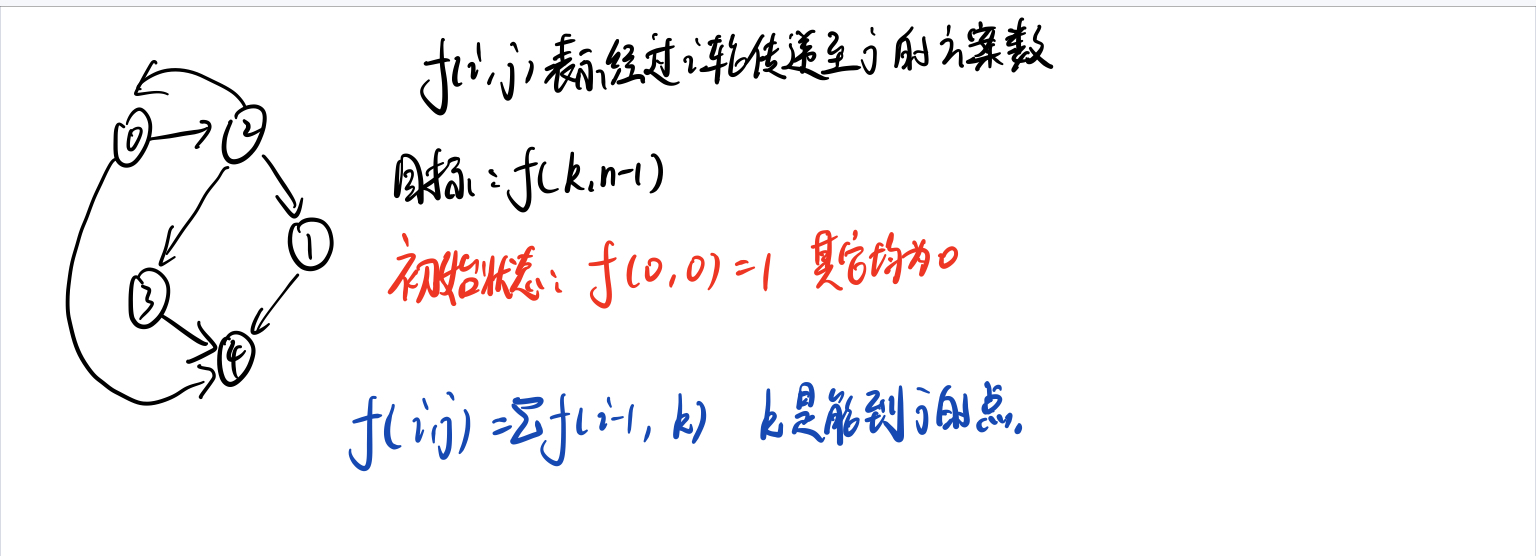 f(i,j)表示经过i轮传递至j的方案数
0 2
目标:f(k,n-1)
1
初始状态:f(0,0)=1 其它均为0
3
4
f(i,j)=∑f(i-1,k) k是能到j的点.